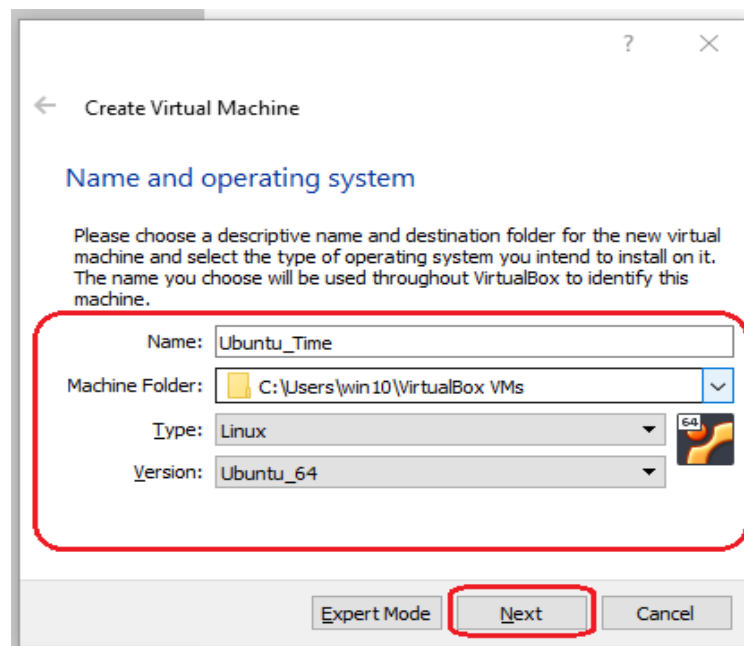 ?
Create Virtual Machine
Name and operating system
Please choose a descriptive name and destination folder for the new virtual
machine and select the type of operating system you intend to install on it.
The name you choose will be used throughout VirtualBox to identify this
machine.
Name: Ubuntu_Time
Machine Folder: C:\Users\win10\VirtualBox VMs
Type: Linux
64
Version: Ubuntu_64
Expert Mode Next Cancel